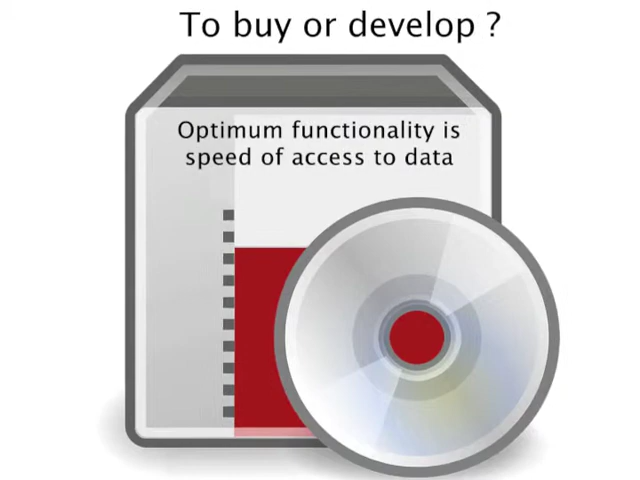 To buy or develop ?
Optimum functionality is
speed of access to data